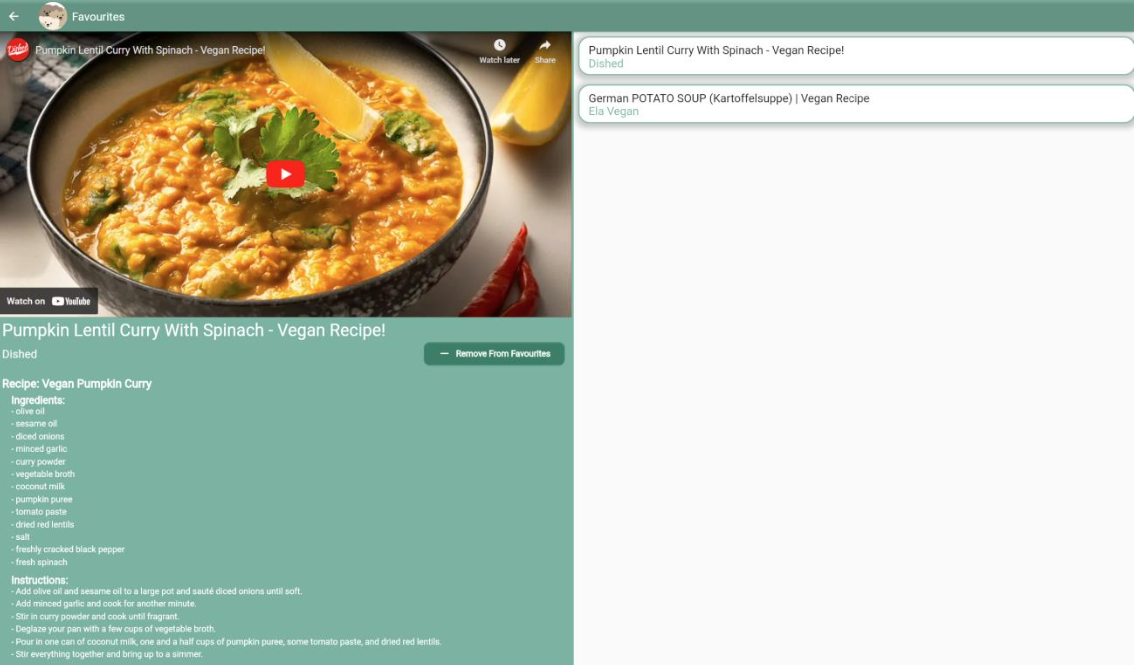 Favourites
Dished
Pumpkin Lentil Curry With Spinach - Vegan Recipe!
Watch later
Share
Watch on YouTube
Pumpkin Lentil Curry With Spinach - Vegan Recipe!
Dished
Remove From Favourites
Recipe: Vegan Pumpkin Curry
Ingredients:
- olive oil
- sesame oil
- diced onions
- minced garlic
- curry powder
- vegetable broth
- coconut milk
- pumpkin puree
- tomato paste
- dried red lentils
- salt
- freshly cracked black pepper
- fresh spinach
Instructions:
- Add olive oil and sesame oil to a large pot and sauté diced onions until soft.
- Add minced garlic and cook for another minute.
- Stir in curry powder and cook until fragrant.
- Deglaze your pan with a few cups of vegetable broth.
- Pour in one can of coconut milk, one and a half cups of pumpkin puree, some tomato paste, and dried red lentils.
- Stir everything together and bring up to a simmer.
Pumpkin Lentil Curry With Spinach - Vegan Recipe!
Dished
German POTATO SOUP (Kartoffelsuppe) | Vegan Recipe
Ela Vegan